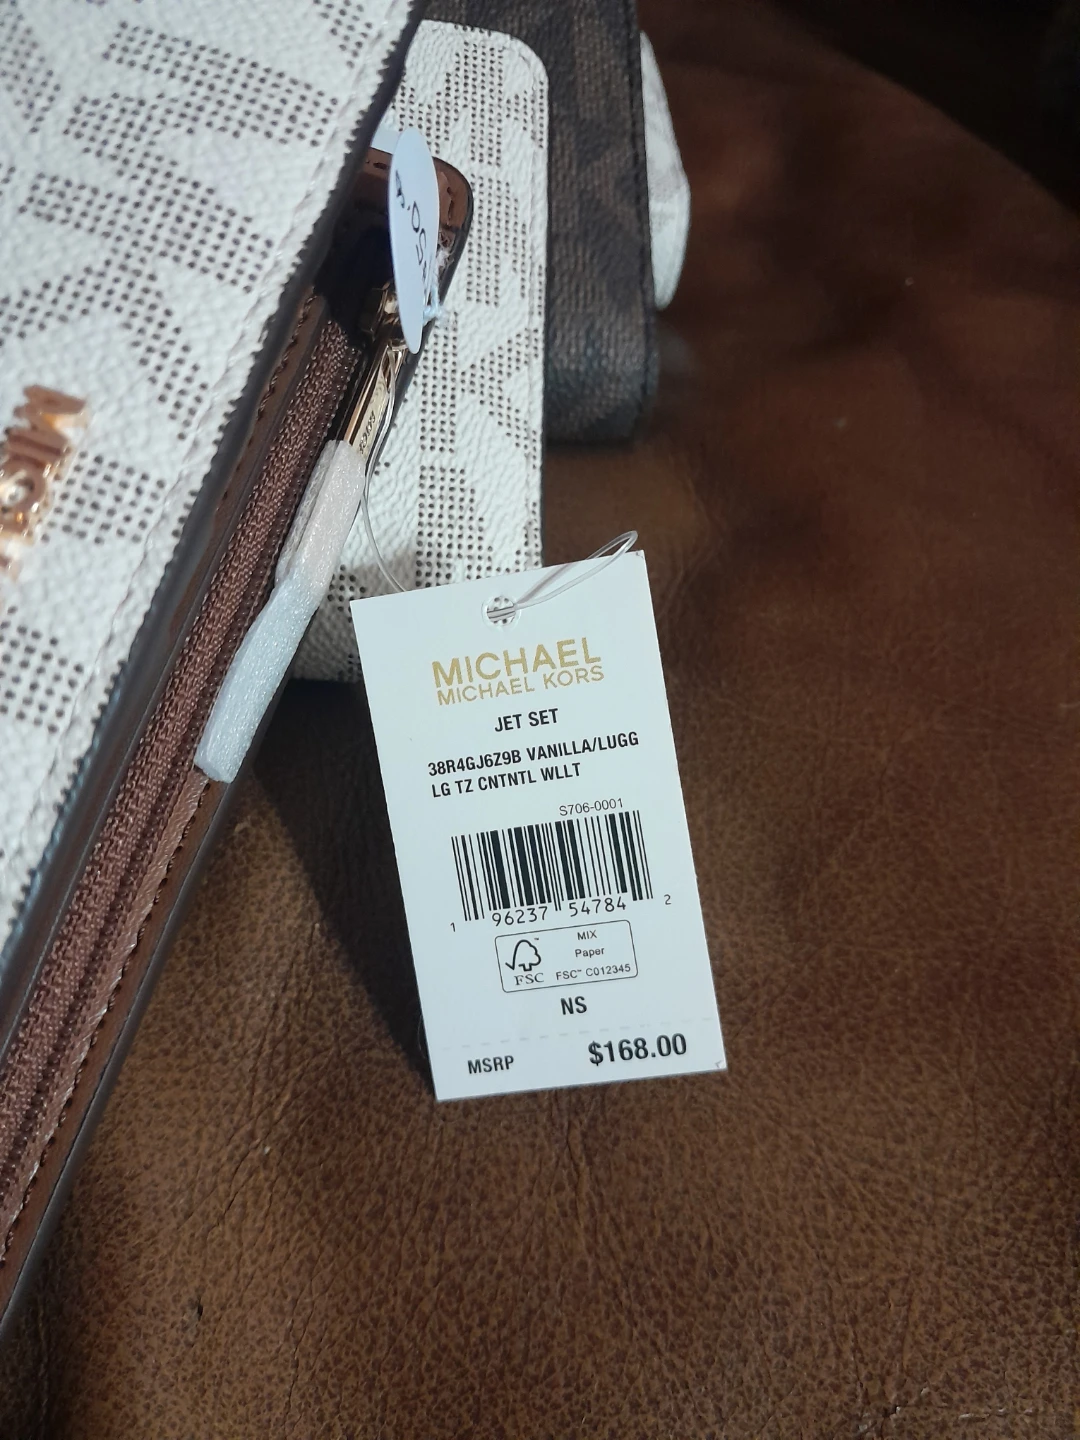 MICHAEL
MICHAEL KORS
JET SET
38R4GJ6Z9B VANILLA/LUGG
LG TZ CNTNTL WLLT
S706-0001
1 96237 54784 2
MIX
Paper
FSC™ C012345
FSC
NS
MSRP $168.00